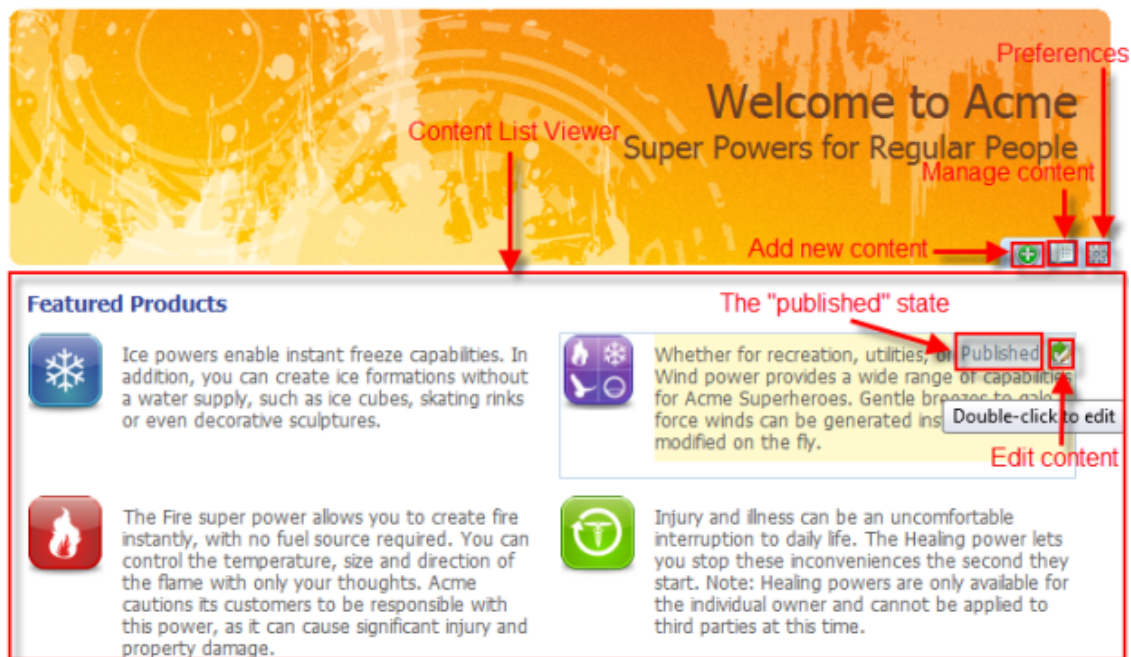 Preferences
Welcome to Acme
Content List Viewer
Super Powers for Regular People
Manage content
Add new content
Featured Products
The "published" state
Ice powers enable instant freeze capabilities. In
addition, you can create ice formations without
a water supply, such as ice cubes, skating rinks
or even decorative sculptures.
Whether for recreation, utilities, or Published
Wind power provides a wide range of capabilities
for Acme Superheroes. Gentle breezes to gale
force winds can be generated ins
Double-click to edit
modified on the fly.
Edit content
The Fire super power allows you to create fire
instantly, with no fuel source required. You can
control the temperature, size and direction of
the flame with only your thoughts. Acme
cautions its customers to be responsible with
this power, as it can cause significant injury and
property damage.
Injury and illness can be an uncomfortable
interruption to daily life. The Healing power lets
you stop these inconveniences the second they
start. Note: Healing powers are only available for
the individual owner and cannot be applied to
third parties at this time.